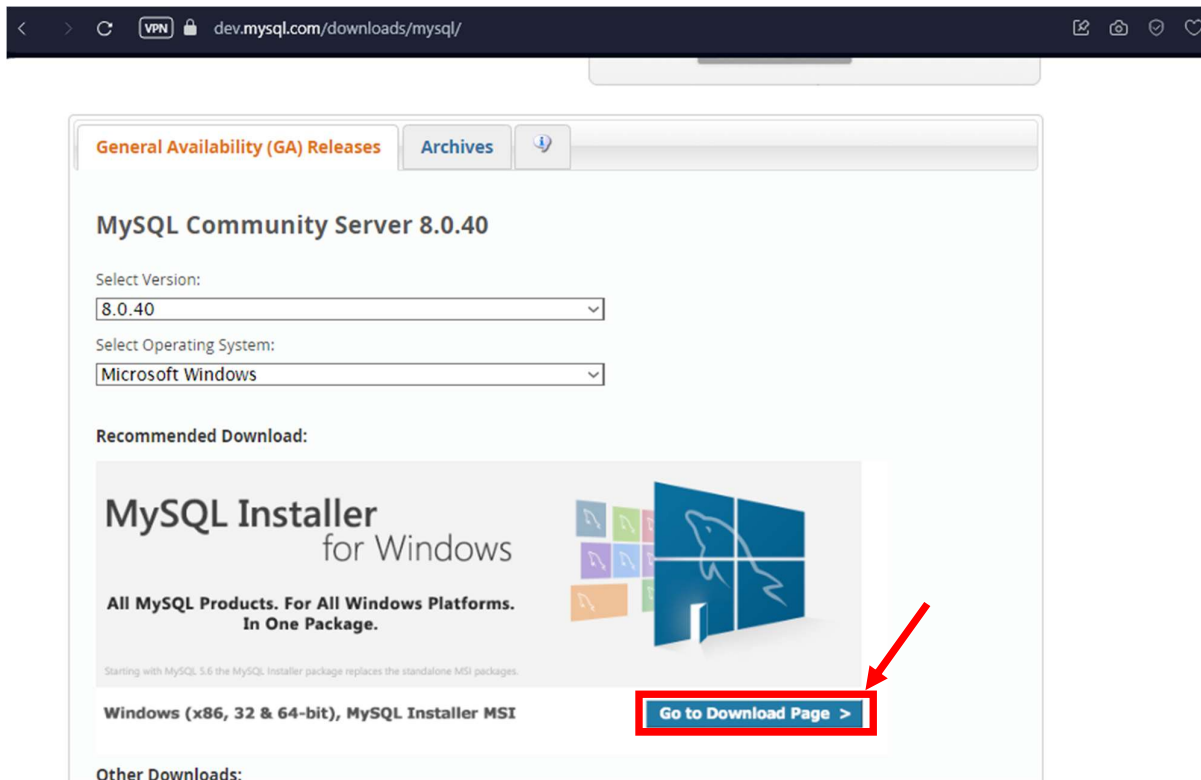 VPN dev.mysql.com/downloads/mysql/
General Availability (GA) Releases Archives
MySQL Community Server 8.0.40
Select Version:
8.0.40
Select Operating System:
Microsoft Windows
Recommended Download:
MySQL Installer
for Windows
All MySQL Products. For All Windows Platforms.
In One Package.
Starting with MySQL 5.6 the MySQL Installer package replaces the standalone MSI packages.
Windows (x86, 32 & 64-bit), MySQL Installer MSI Go to Download Page >
Other Downloads: